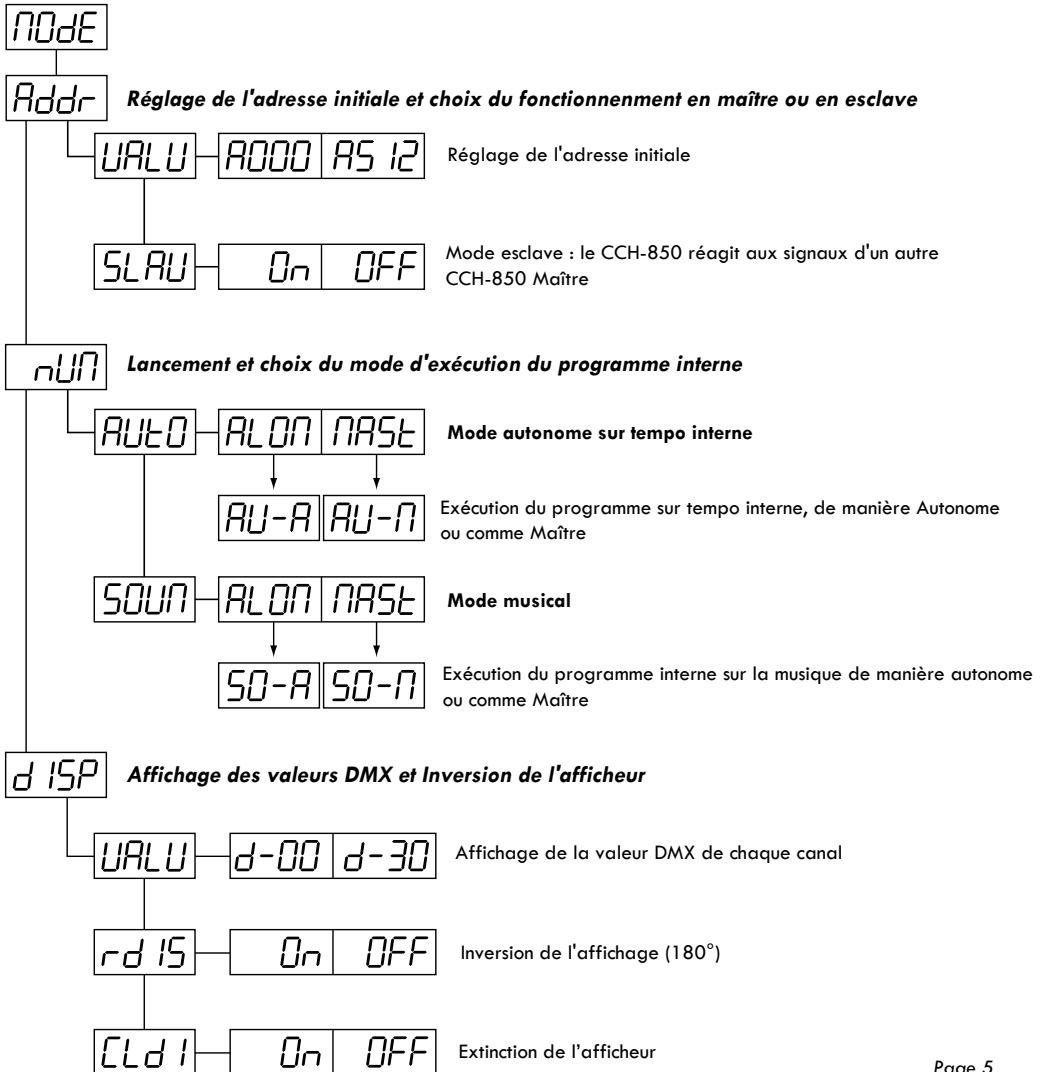 MOdE
Addr Réglage de l'adresse initiale et choix du fonctionnenment en maître ou en esclave
VALU A000 A512 Réglage de l'adresse initiale
SLAV On OFF Mode esclave : le CCH-850 réagit aux signaux d'un autre
CCH-850 Maître
rUN Lancement et choix du mode d'exécution du programme interne
AUtO ALON MASt Mode autonome sur tempo interne
AU-A AU-M Exécution du programme sur tempo interne, de manière Autonome
ou comme Maître
SOUN ALON MASt Mode musical
SO-A SO-M Exécution du programme interne sur la musique de manière autonome
ou comme Maître
dISP Affichage des valeurs DMX et Inversion de l'afficheur
VALU d-00 d-30 Affichage de la valeur DMX de chaque canal
rdIS On OFF Inversion de l'affichage (180°)
CLdI On OFF Extinction de l’afficheur
Page 5